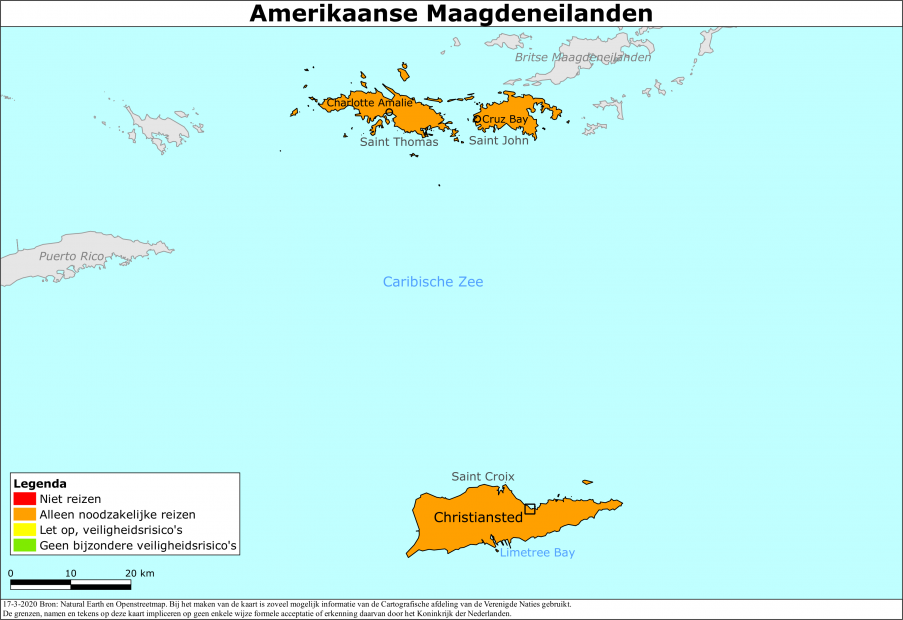 Amerikaanse Maagdeneilanden
Britse Maagdeneilanden
Charlotte Amalie
Cruz Bay
Saint Thomas
Saint John
Puerto Rico
Caribische Zee
Saint Croix
Christiansted
Limetree Bay
Legenda
Niet reizen
Alleen noodzakelijke reizen
Let op, veiligheidsrisico's
Geen bijzondere veiligheidsrisico's
0 10 20 km
17-3-2020 Bron: Natural Earth en Openstreetmap. Bij het maken van de kaart is zoveel mogelijk informatie van de Cartografische afdeling van de Verenigde Naties gebruikt.
De grenzen, namen en tekens op deze kaart impliceren op geen enkele wijze formele acceptatie of erkenning daarvan door het Koninkrijk der Nederlanden.